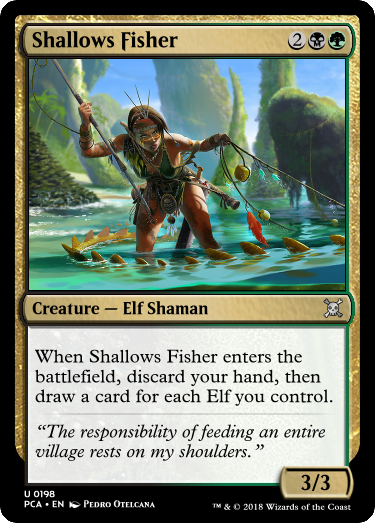 Shallows Fisher 2
Creature — Elf Shaman
When Shallows Fisher enters the
battlefield, discard your hand, then
draw a card for each Elf you control.
“The responsibility of feeding an entire
village rests on my shoulders.”
3/3
U 0198
PCA • EN Pedro Otelcana
™ & © 2018 Wizards of the Coast